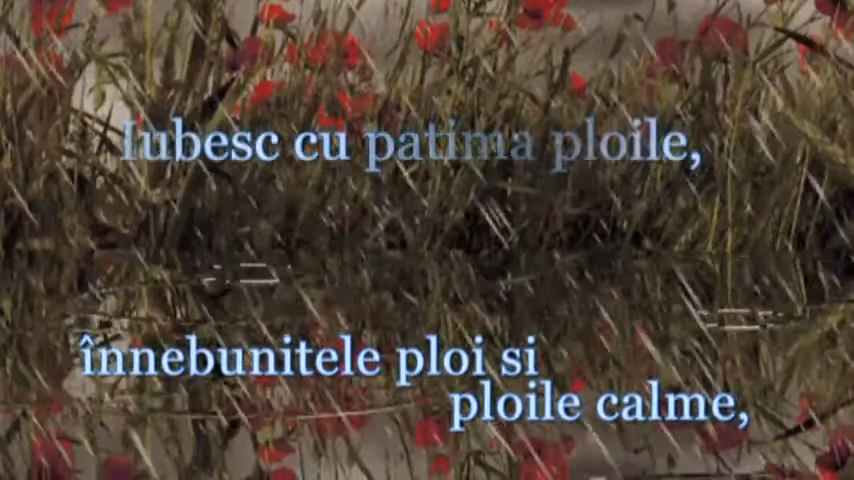 Iubesc cu patima ploile,
înnebunitele ploi si
ploile calme,